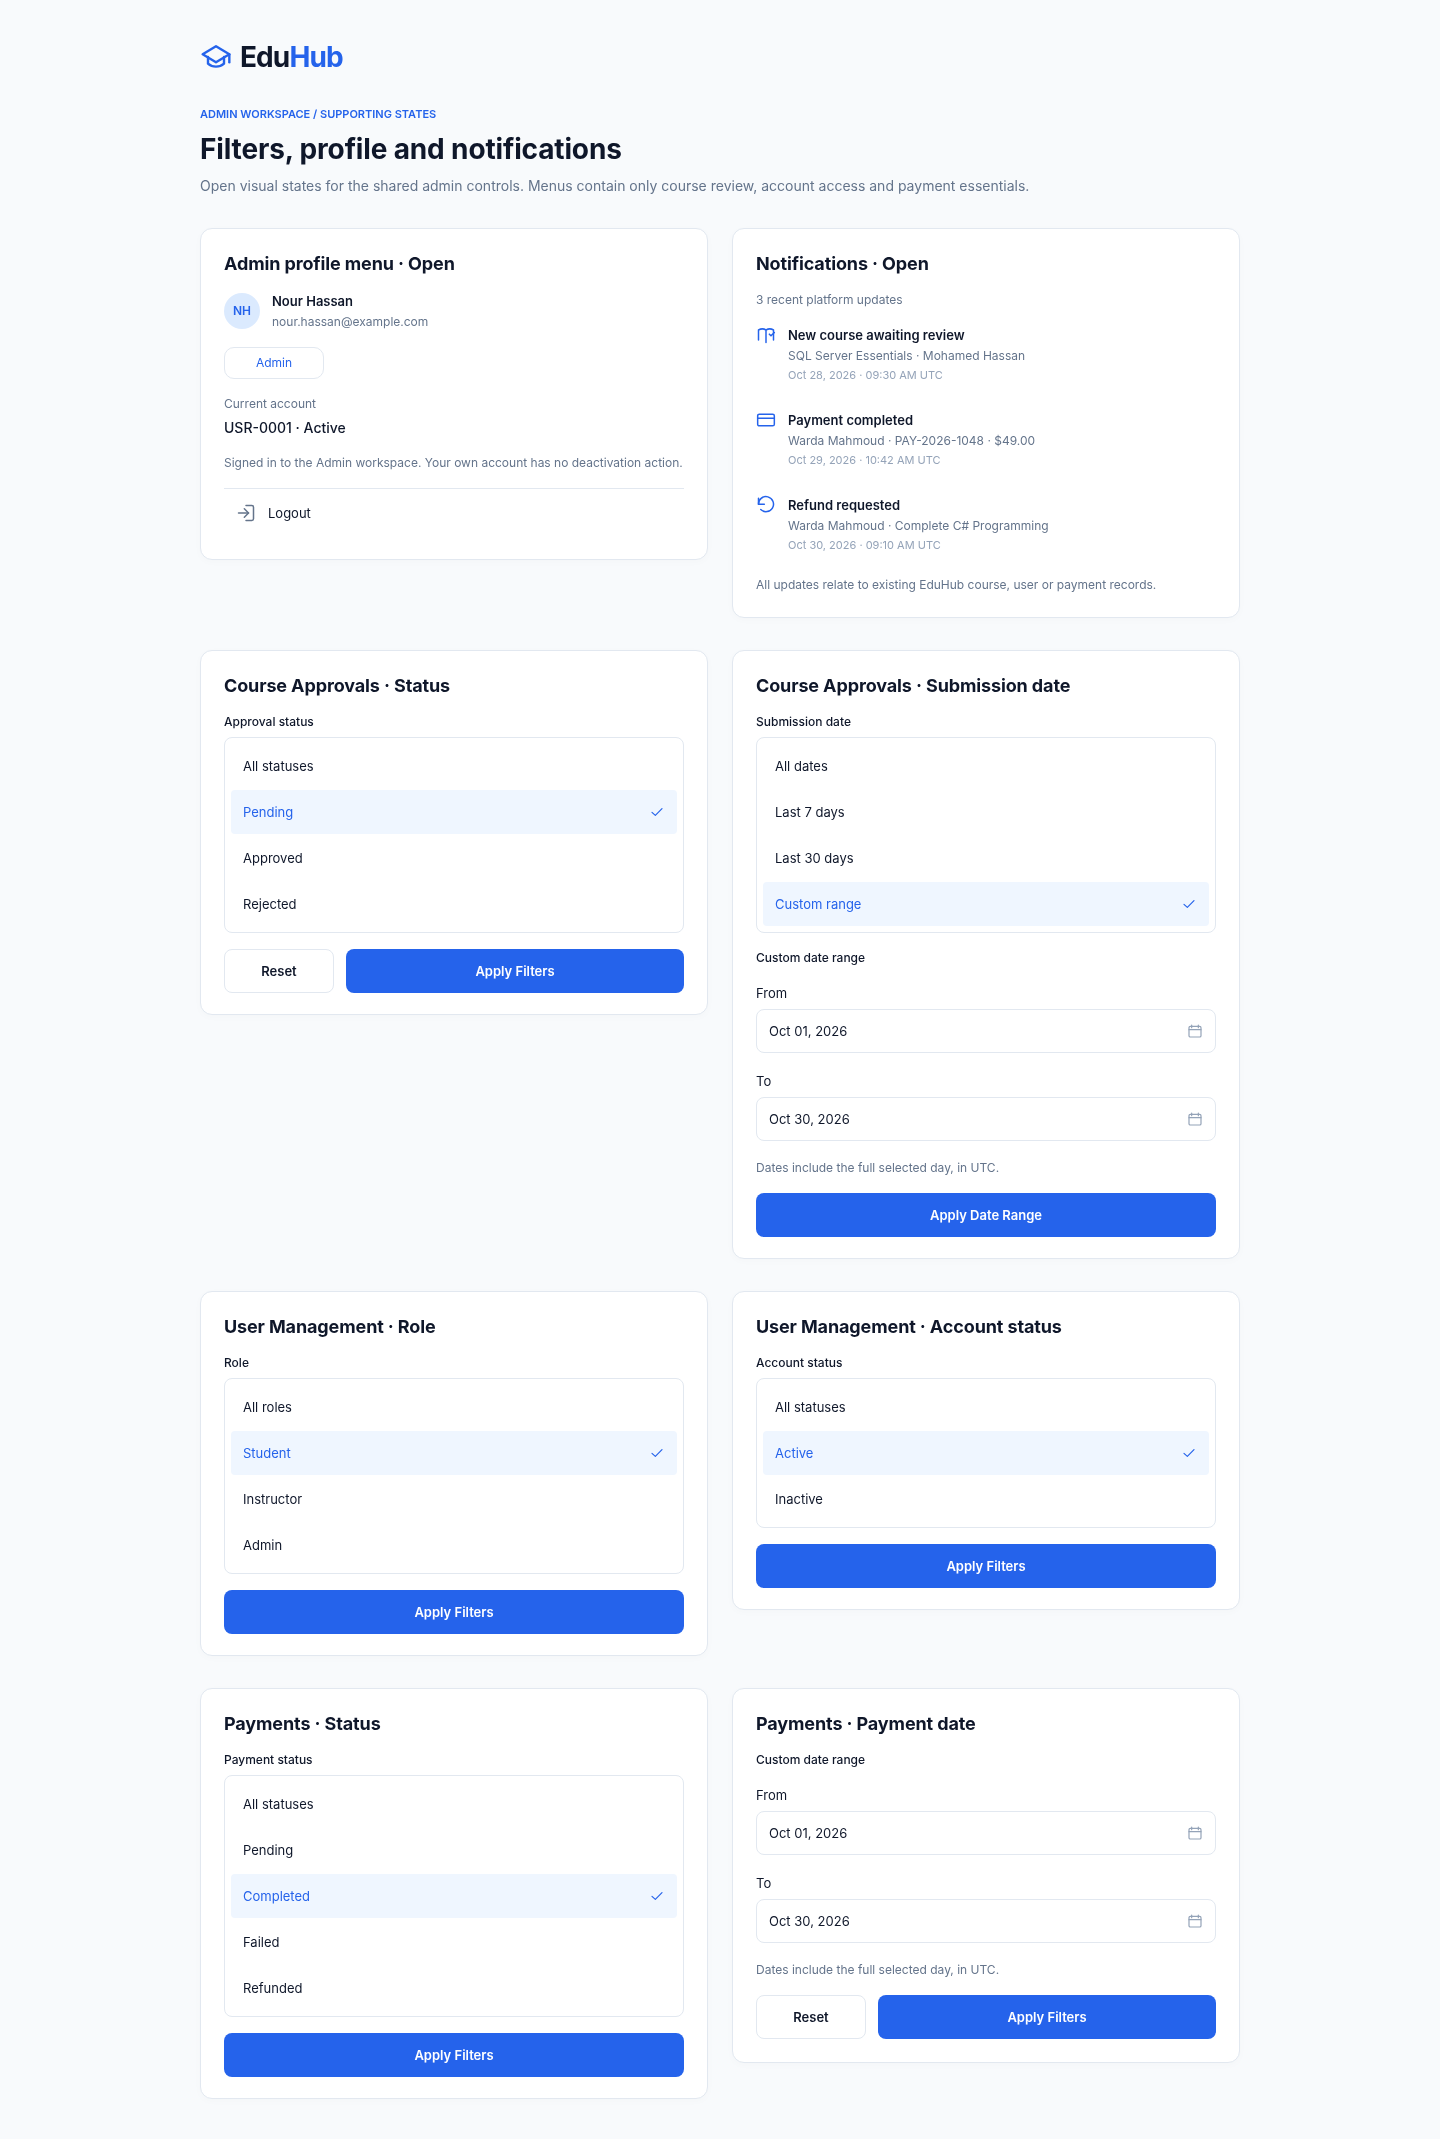 EduHub
ADMIN WORKSPACE / SUPPORTING STATES
Filters, profile and notifications
Open visual states for the shared admin controls. Menus contain only course review, account access and payment essentials.
Admin profile menu · Open
NH
Nour Hassan
nour.hassan@example.com
Admin
Current account
USR-0001 · Active
Signed in to the Admin workspace. Your own account has no deactivation action.
Logout
Notifications · Open
3 recent platform updates
New course awaiting review
SQL Server Essentials · Mohamed Hassan
Oct 28, 2026 · 09:30 AM UTC
Payment completed
Warda Mahmoud · PAY-2026-1048 · $49.00
Oct 29, 2026 · 10:42 AM UTC
Refund requested
Warda Mahmoud · Complete C# Programming
Oct 30, 2026 · 09:10 AM UTC
All updates relate to existing EduHub course, user or payment records.
Course Approvals · Status
Approval status
All statuses
Pending
Approved
Rejected
Reset
Apply Filters
Course Approvals · Submission date
Submission date
All dates
Last 7 days
Last 30 days
Custom range
Custom date range
From
Oct 01, 2026
To
Oct 30, 2026
Dates include the full selected day, in UTC.
Apply Date Range
User Management · Role
Role
All roles
Student
Instructor
Admin
Apply Filters
User Management · Account status
Account status
All statuses
Active
Inactive
Apply Filters
Payments · Status
Payment status
All statuses
Pending
Completed
Failed
Refunded
Apply Filters
Payments · Payment date
Custom date range
From
Oct 01, 2026
To
Oct 30, 2026
Dates include the full selected day, in UTC.
Reset
Apply Filters